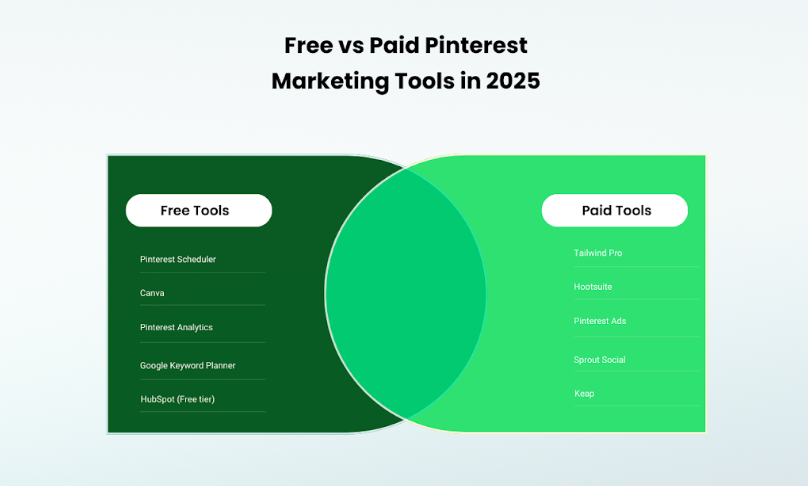 Free vs Paid Pinterest
Marketing Tools in 2025
Free Tools
Pinterest Scheduler
Canva
Pinterest Analytics
Google Keyword Planner
HubSpot (Free tier)
Paid Tools
Tailwind Pro
Hootsuite
Pinterest Ads
Sprout Social
Keap